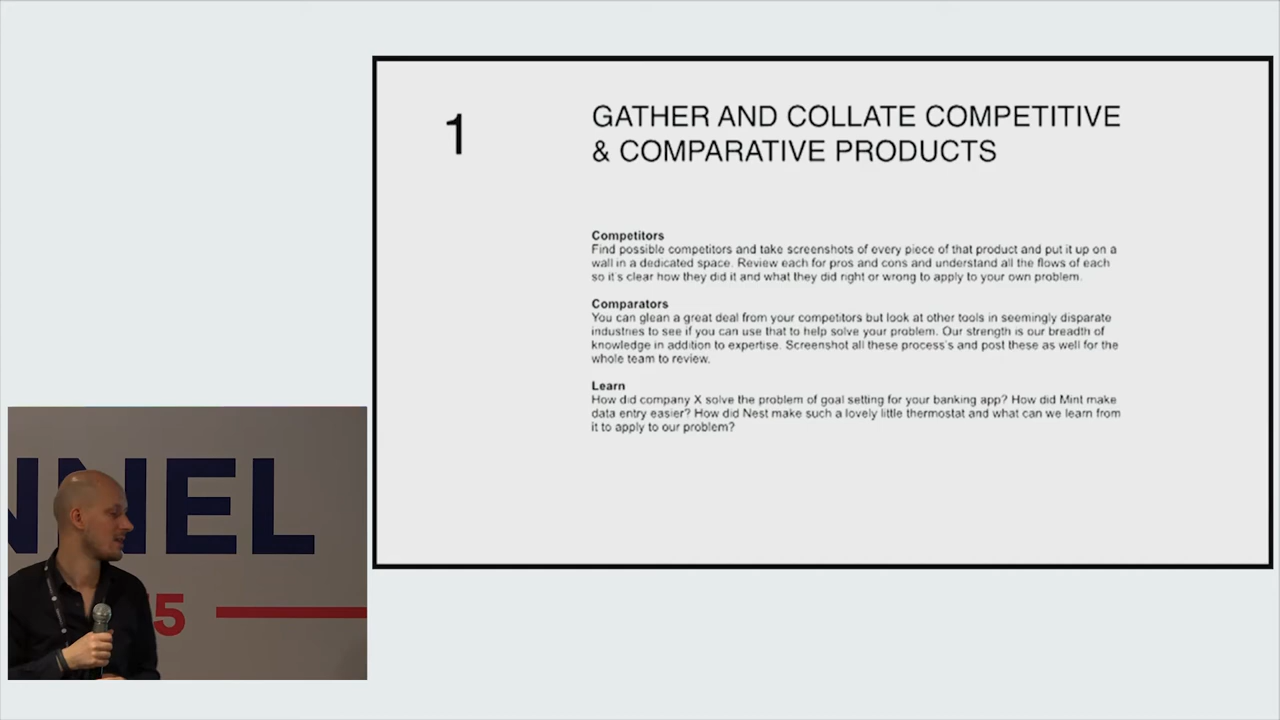 1
GATHER AND COLLATE COMPETITIVE
& COMPARATIVE PRODUCTS
Competitors
Find possible competitors and take screenshots of every piece of that product and put it up on a
wall in a dedicated space. Review each for pros and cons and understand all the flows of each
so it's clear how they did it and what they did right or wrong to apply to your own problem.
Comparators
You can glean a great deal from your competitors but look at other tools in seemingly disparate
industries to see if you can use that to help solve your problem. Our strength is our breadth of
knowledge in addition to expertise. Screenshot all these process's and post these as well for the
whole team to review.
Learn
How did company X solve the problem of goal setting for your banking app? How did Mint make
data entry easier? How did Nest make such a lovely little thermostat and what can we learn from
it to apply to our problem?
NNEL
5